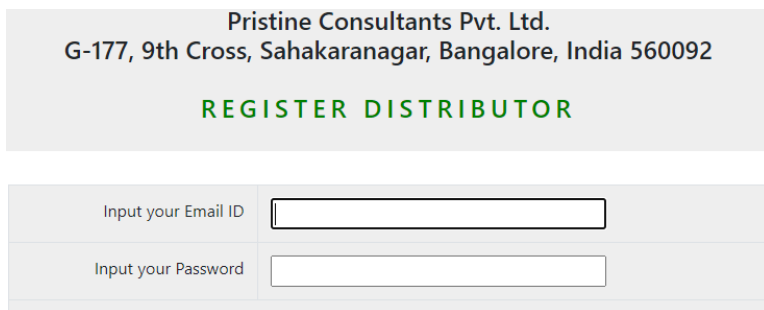 Pristine Consultants Pvt. Ltd.
G-177, 9th Cross, Sahakaranagar, Bangalore, India 560092
REGISTER DISTRIBUTOR
Input your Email ID
Input your Password